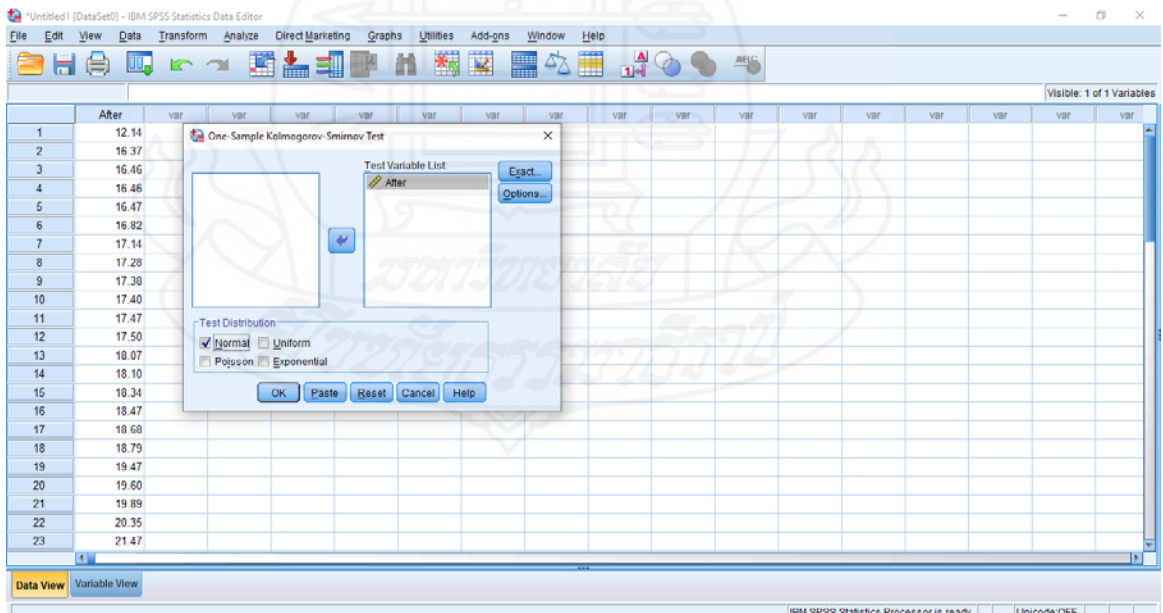 *Untitled1 [DataSet0] - IBM SPSS Statistics Data Editor
File Edit View Data Transform Analyze Direct Marketing Graphs Utilities Add-ons Window Help
Visible: 1 of 1 Variables
After var var var var var var var var var var var var var var var var
1 12.14
2 16.37
3 16.46
4 16.46
5 16.47
6 16.82
7 17.14
8 17.28
9 17.38
10 17.40
11 17.47
12 17.50
13 18.07
14 18.10
15 18.34
16 18.47
17 18.68
18 18.79
19 19.47
20 19.60
21 19.89
22 20.35
23 21.47
One-Sample Kolmogorov-Smirnov Test
Test Variable List:
After
Exact...
Options...
Test Distribution
Normal Uniform
Poisson Exponential
OK Paste Reset Cancel Help
Data View Variable View
IBM SPSS Statistics Processor is ready Unicode:OFF